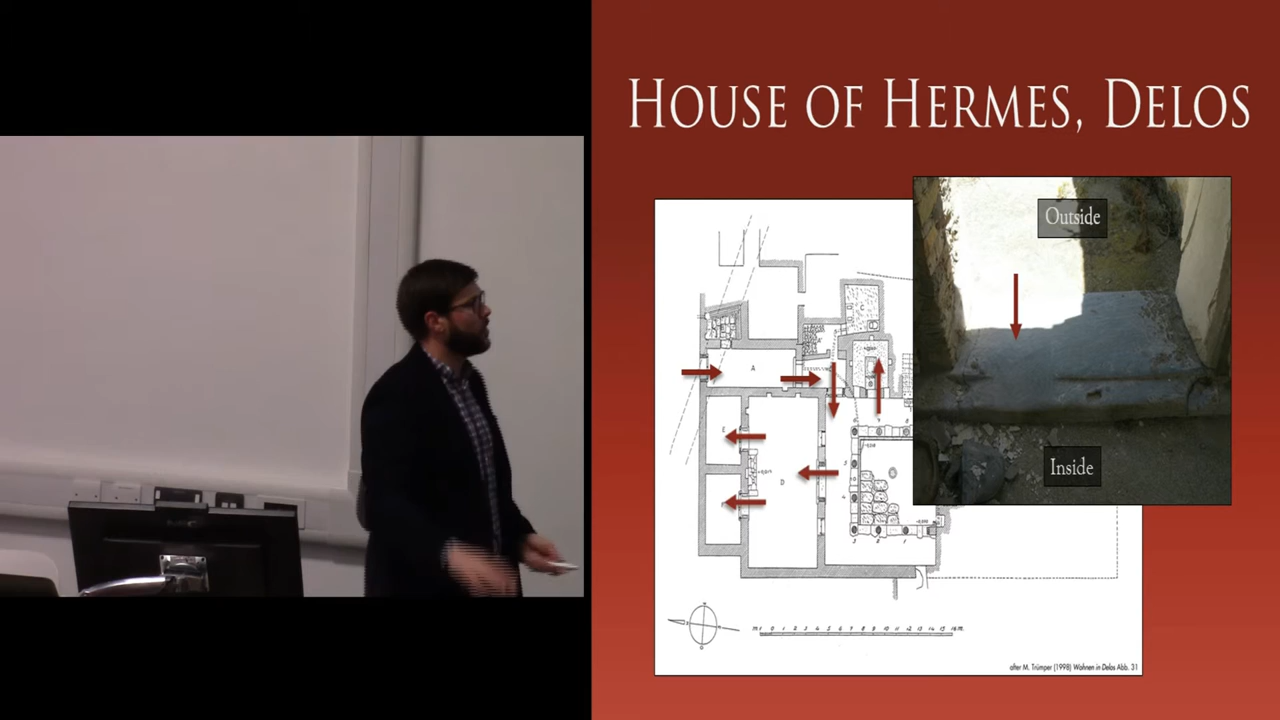 HOUSE OF HERMES, DELOS
Outside
Inside
A
A'
C
E
D
after M. Trümper (1998) Wohnen in Delos Abb. 31